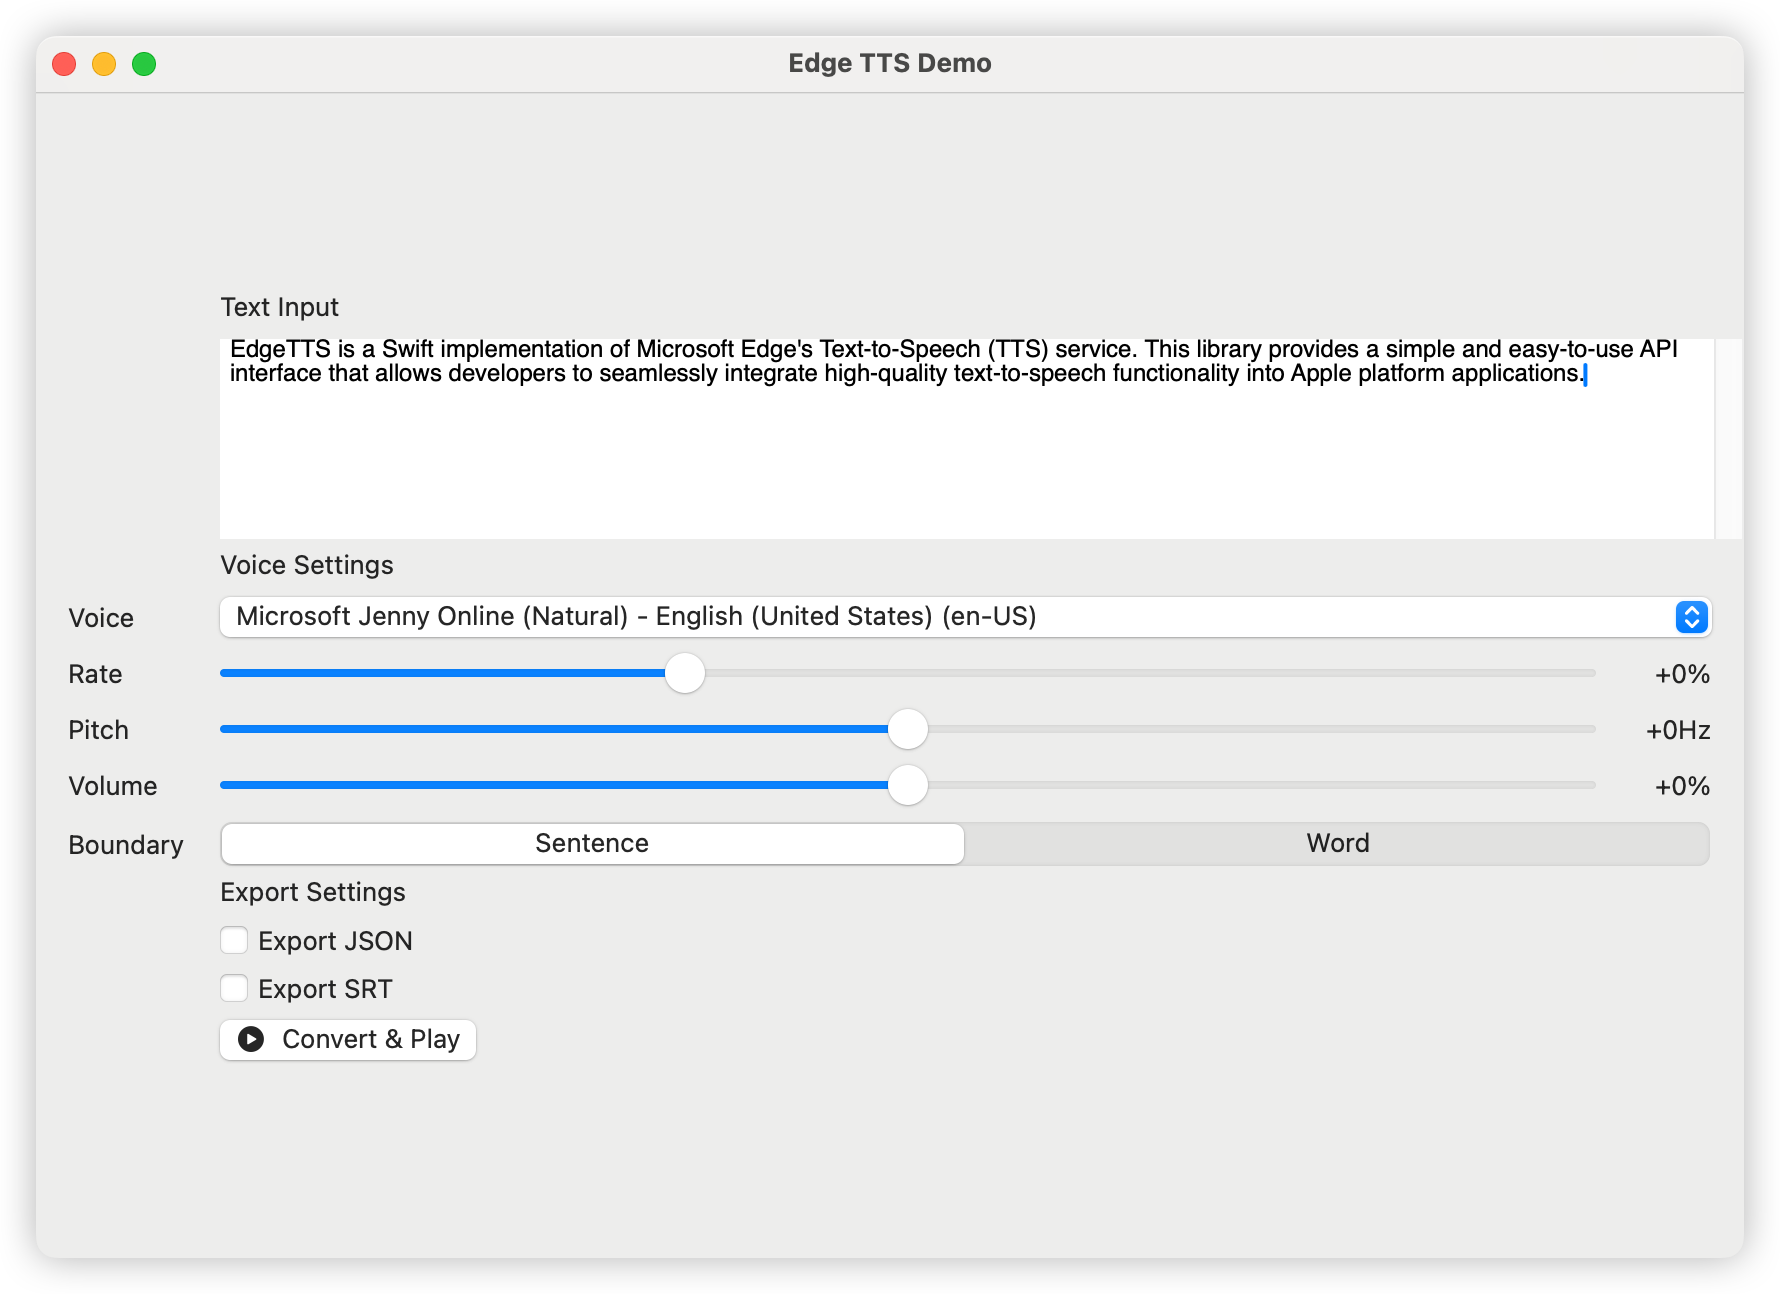 Edge TTS Demo
Text Input
EdgeTTS is a Swift implementation of Microsoft Edge's Text-to-Speech (TTS) service. This library provides a simple and easy-to-use API
interface that allows developers to seamlessly integrate high-quality text-to-speech functionality into Apple platform applications.
Voice Settings
Voice Microsoft Jenny Online (Natural) - English (United States) (en-US)
Rate +0%
Pitch +0Hz
Volume +0%
Boundary Sentence Word
Export Settings
Export JSON
Export SRT
Convert & Play